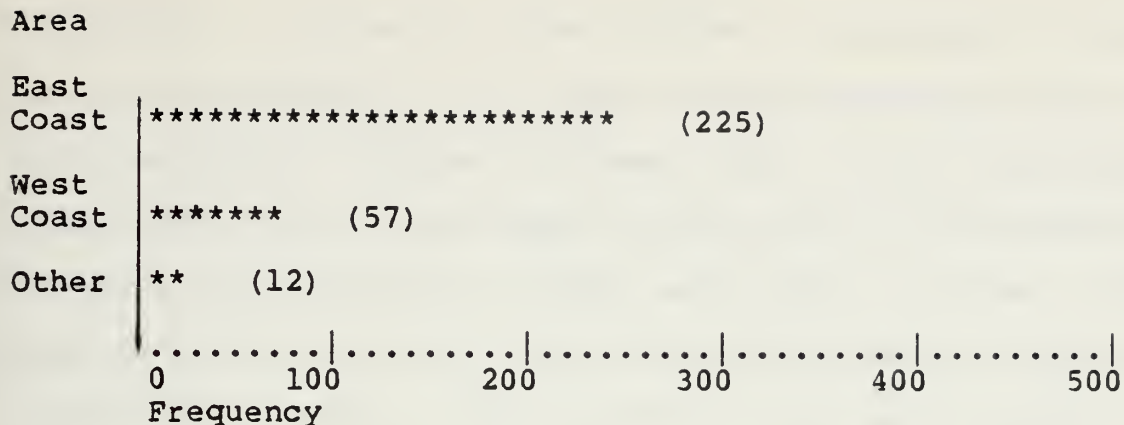 Area
East
Coast ************************ (225)
West
Coast ******* (57)
Other ** (12)
.........|.........|.........|.........|.........|
0 100 200 300 400 500
Frequency